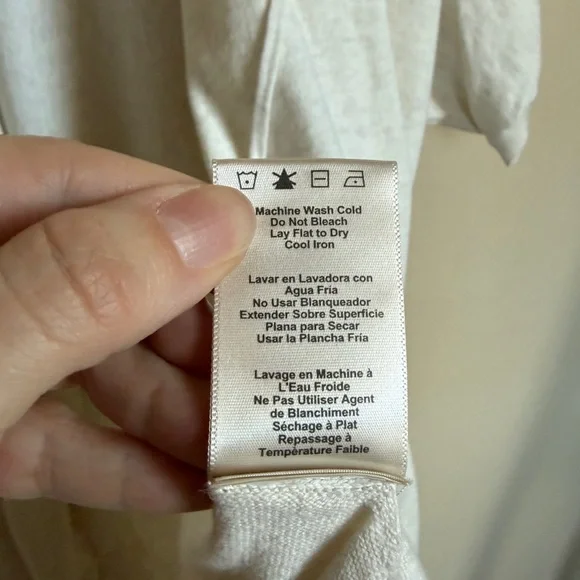 Machine Wash Cold
Do Not Bleach
Lay Flat to Dry
Cool Iron
Lavar en Lavadora con
Agua Fria
No Usar Blanqueador
Extender Sobre Superficie
Plana para Secar
Usar la Plancha Fría
Lavage en Machine à
L'Eau Froide
Ne Pas Utiliser Agent
de Blanchiment
Séchage à Plat
Repassage à
Tempèrature Faible